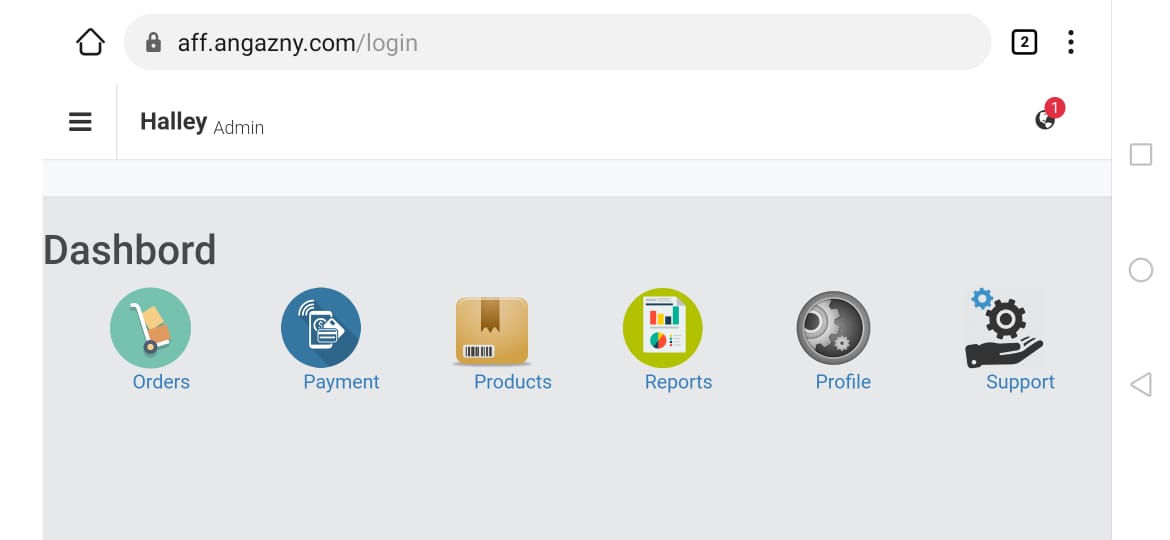 aff.angazny.com/login
2
Halley Admin
1
Dashbord
Orders
Payment
Products
Reports
Profile
Support